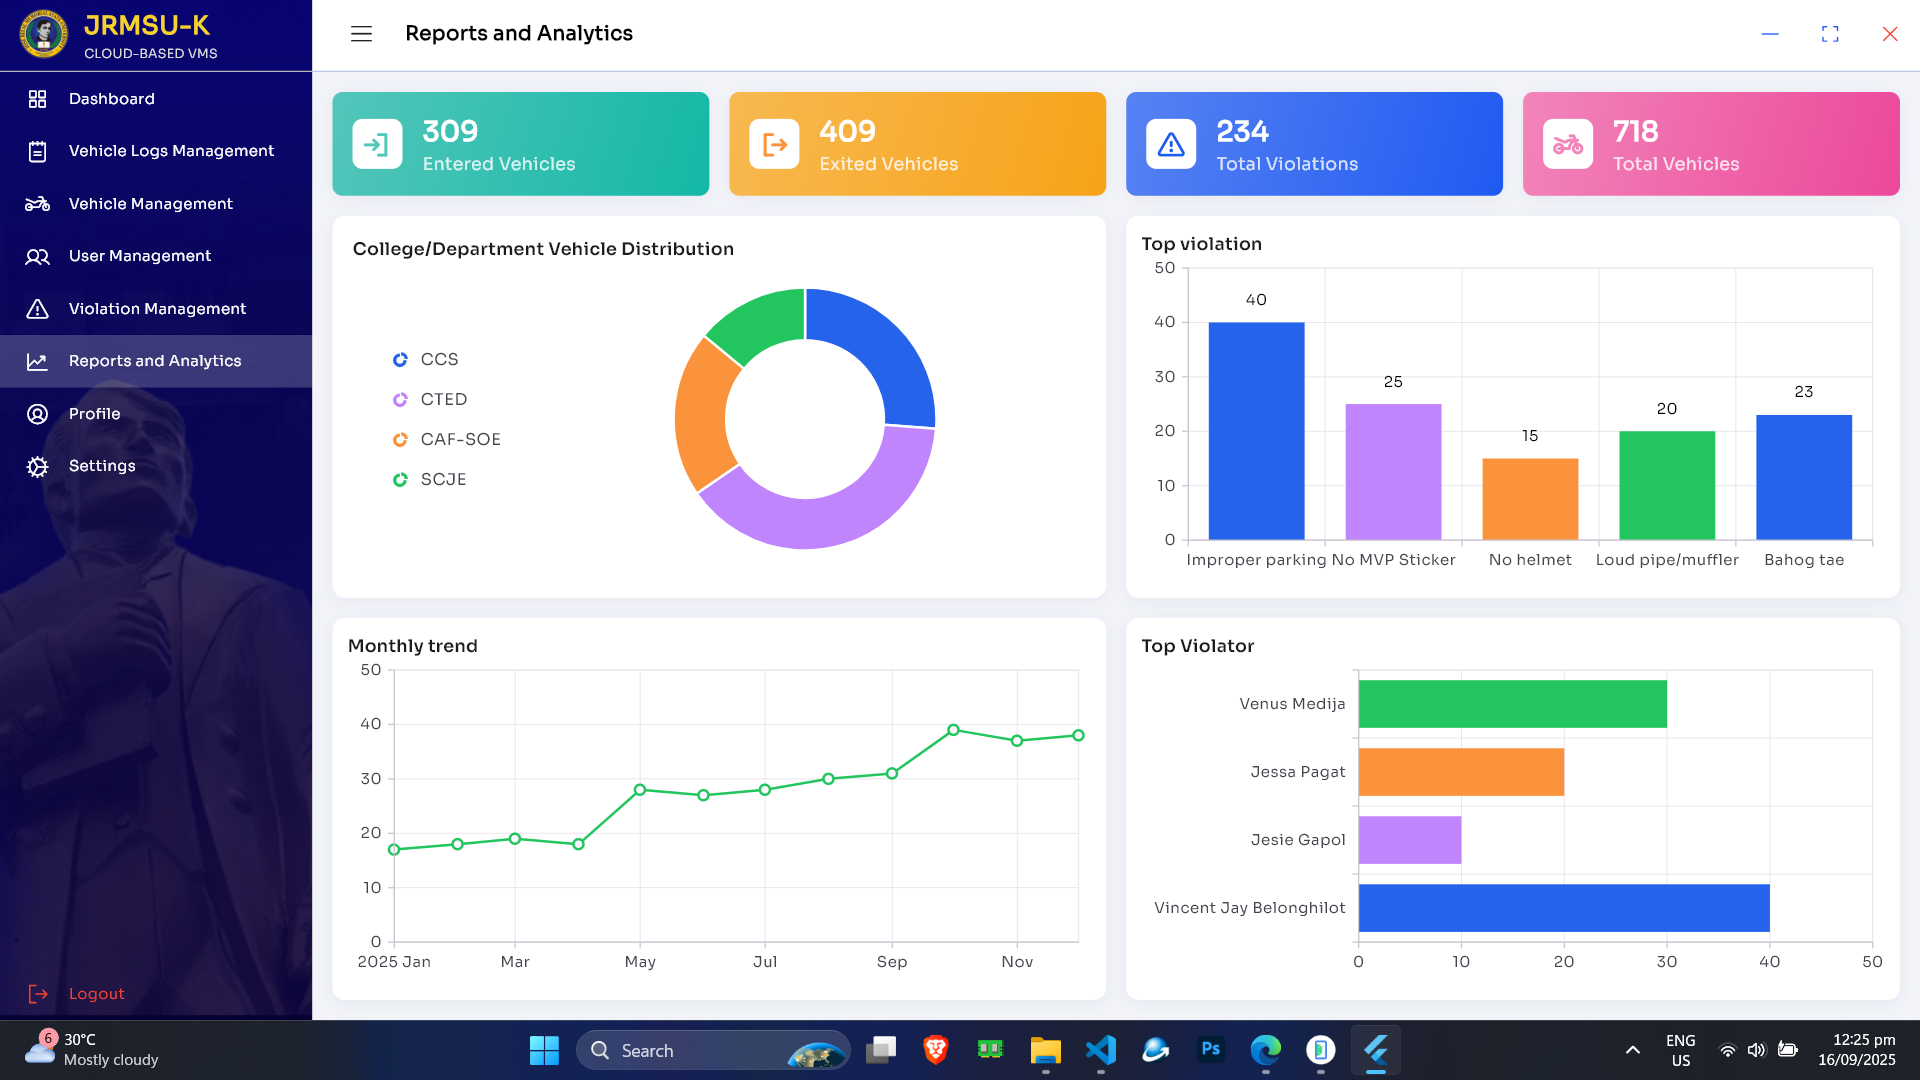 JRMSU-K
CLOUD-BASED VMS
Dashboard
Vehicle Logs Management
Vehicle Management
User Management
Violation Management
Reports and Analytics
Profile
Settings
Logout
Reports and Analytics
309
Entered Vehicles
409
Exited Vehicles
234
Total Violations
718
Total Vehicles
College/Department Vehicle Distribution
CCS
CTED
CAF-SOE
SCJE
Top violation
50
40
30
20
10
0
40
25
15
20
23
Improper parking No MVP Sticker No helmet Loud pipe/muffler Bahog tae
Monthly trend
50
40
30
20
10
0
2025 Jan Mar May Jul Sep Nov
Top Violator
Venus Medija
Jessa Pagat
Jesie Gapol
Vincent Jay Belonghilot
0 10 20 30 40 50
6
30°C
Mostly cloudy
Search
Ps
ENG
US
12:25 pm
16/09/2025